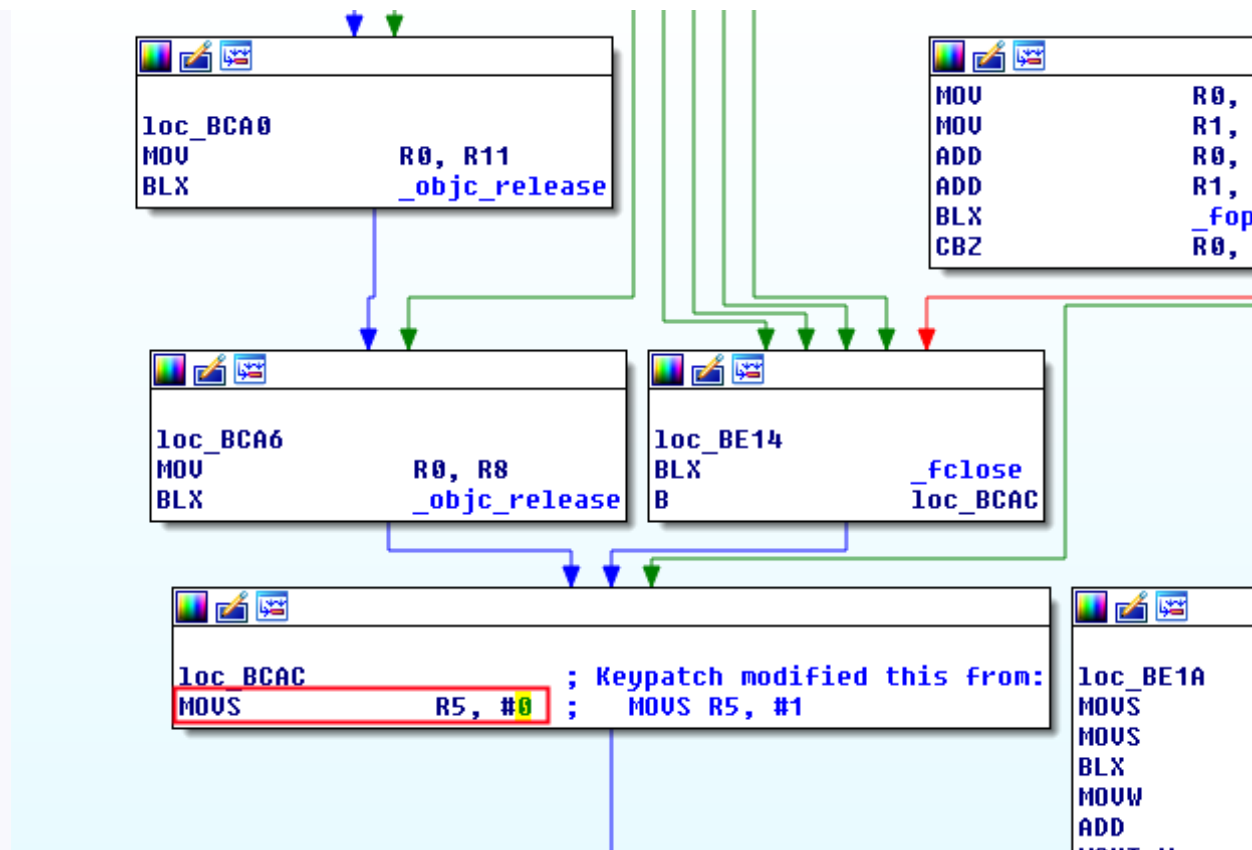 loc_BCA0
MOV R0, R11
BLX _objc_release
MOV R0,
MOV R1,
ADD R0,
ADD R1,
BLX _fop
CBZ R0,
loc_BCA6
MOV R0, R8
BLX _objc_release
loc_BE14
BLX _fclose
B loc_BCAC
loc_BCAC ; Keypatch modified this from:
MOVS R5, #0 ; MOVS R5, #1
loc_BE1A
MOVS
MOVS
BLX
MOVW
ADD